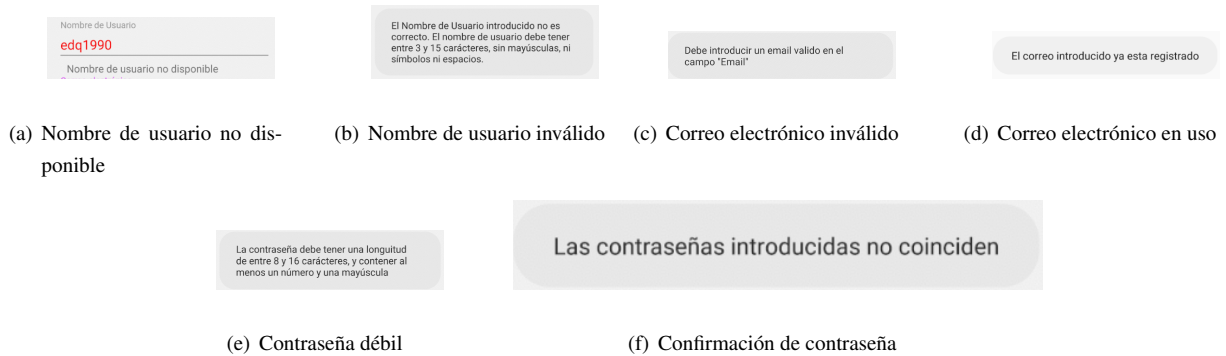 Nombre de Usuario
edq1990
Nombre de usuario no disponible
El Nombre de Usuario introducido no es
correcto. El nombre de usuario debe tener
entre 3 y 15 carácteres, sin mayúsculas, ni
símbolos ni espacios.
Debe introducir un email valido en el
campo "Email"
El correo introducido ya esta registrado
(a) Nombre de usuario no dis-
ponible
(b) Nombre de usuario inválido
(c) Correo electrónico inválido
(d) Correo electrónico en uso
La contraseña debe tener una longuitud
de entre 8 y 16 carácteres, y contener al
menos un número y una mayúscula
Las contraseñas introducidas no coinciden
(e) Contraseña débil
(f) Confirmación de contraseña